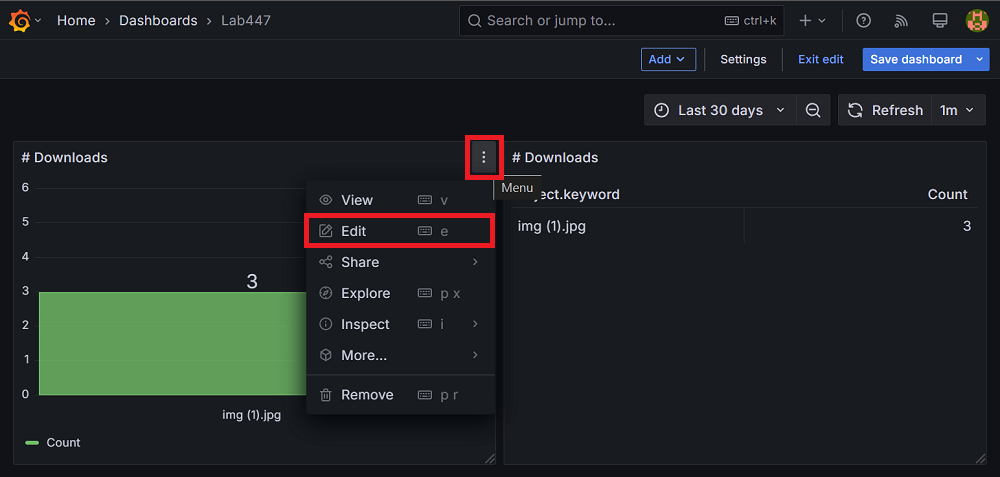 Home > Dashboards > Lab447
Search or jump to...
ctrl+k
Add
Settings
Exit edit
Save dashboard
Last 30 days
Refresh
1m
# Downloads
Menu
6
5
4
3
2
1
0
3
img (1).jpg
Count
View v
Edit e
Share
Explore p x
Inspect i
More...
Remove p r
# Downloads
ject.keyword
Count
img (1).jpg
3